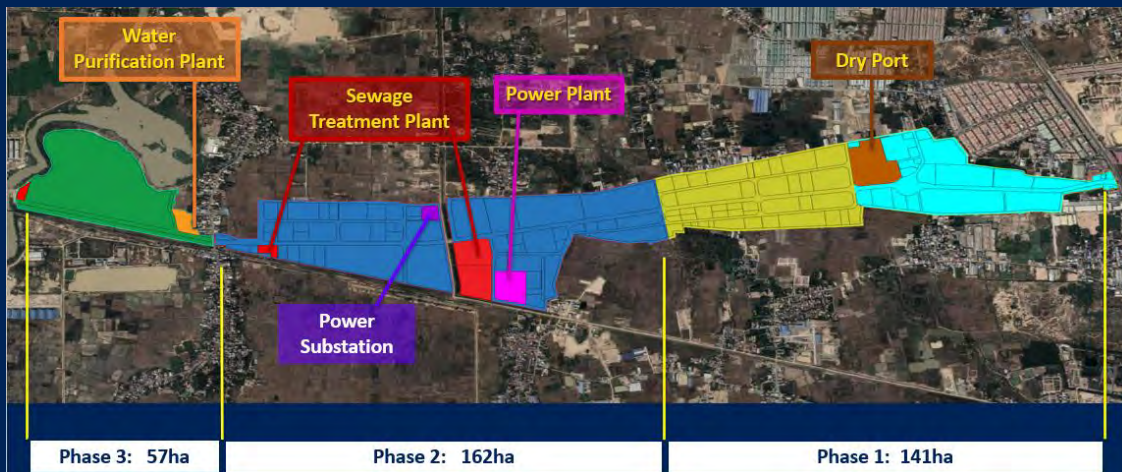 Water
Purification Plant
Sewage
Treatment Plant
Power Plant
Dry Port
Power
Substation
Phase 3: 57ha
Phase 2: 162ha
Phase 1: 141ha